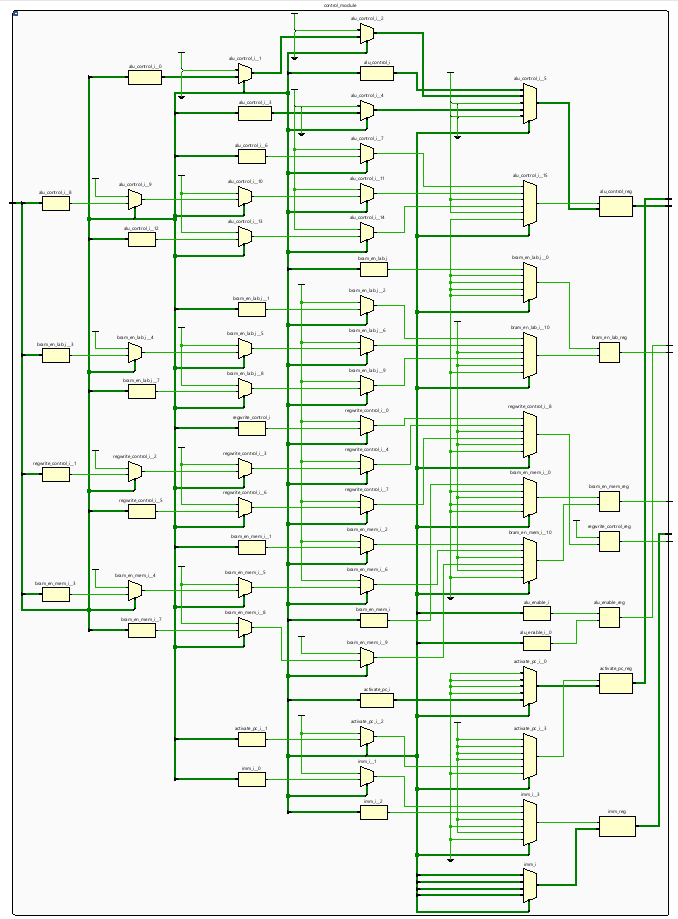 control_module
alu_control_i__2
alu_control_i__1
alu_control_i__0
alu_control_i
alu_control_i__5
alu_control_i__4
alu_control_i__3
alu_control_i__7
alu_control_i__6
alu_control_i__11
alu_control_i__15
alu_control_i__10
alu_control_i__9
alu_control_i__8
alu_control_reg
alu_control_i__14
alu_control_i__13
alu_control_i__12
bram_en_lab_i
bram_en_lab_i__0
bram_en_lab_i__2
bram_en_lab_i__1
bram_en_lab_i__10
bram_en_lab_i__6
bram_en_lab_i__5
bram_en_lab_i__4
bram_en_lab_i__3
bram_en_lab_reg
bram_en_lab_i__9
bram_en_lab_i__8
bram_en_lab_i__7
regwrite_control_i__8
regwrite_control_i__0
regwrite_control_i
regwrite_control_i__4
regwrite_control_i__3
regwrite_control_i__2
regwrite_control_i__1
bram_en_mem_i__0
regwrite_control_i__7
regwrite_control_i__6
regwrite_control_i__5
bram_en_mem_reg
regwrite_control_reg
bram_en_mem_i__2
bram_en_mem_i__1
bram_en_mem_i__10
bram_en_mem_i__6
bram_en_mem_i__5
bram_en_mem_i__4
bram_en_mem_i__3
alu_enable_i
alu_enable_reg
bram_en_mem_i
bram_en_mem_i__8
bram_en_mem_i__7
alu_enable_i__0
bram_en_mem_i__9
activate_pc_i__0
activate_pc_reg
activate_pc_i
activate_pc_i__2
activate_pc_i__1
activate_pc_i__3
imm_i__1
imm_i__0
imm_i__3
imm_i__2
imm_reg
imm_i